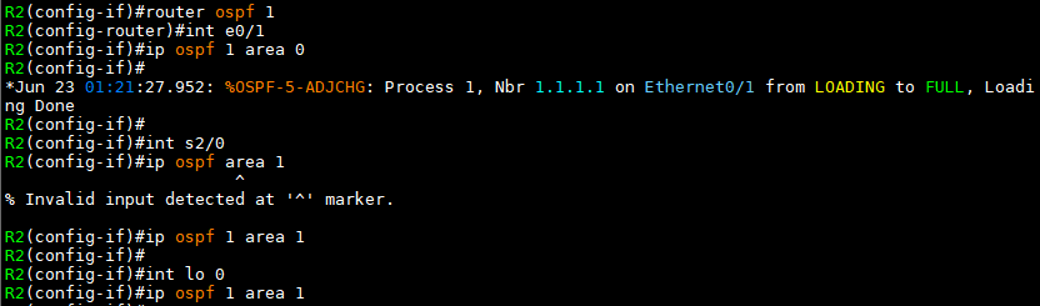 R2(config-if)#router ospf 1
R2(config-router)#int e0/1
R2(config-if)#ip ospf 1 area 0
R2(config-if)#
*Jun 23 01:21:27.952: %OSPF-5-ADJCHG: Process 1, Nbr 1.1.1.1 on Ethernet0/1 from LOADING to FULL, Loadi
ng Done
R2(config-if)#
R2(config-if)#int s2/0
R2(config-if)#ip ospf area 1
^
% Invalid input detected at '^' marker.
R2(config-if)#ip ospf 1 area 1
R2(config-if)#
R2(config-if)#int lo 0
R2(config-if)#ip ospf 1 area 1